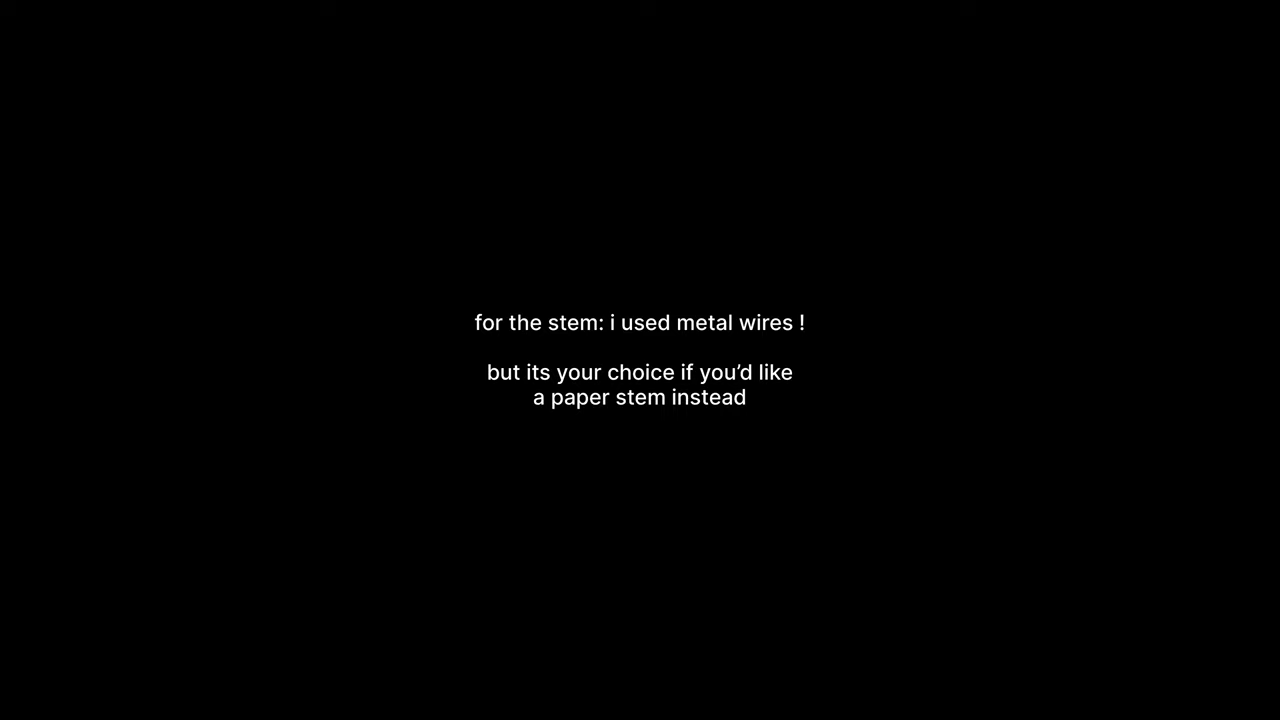 for the stem: i used metal wires !
but its your choice if you’d like
a paper stem instead